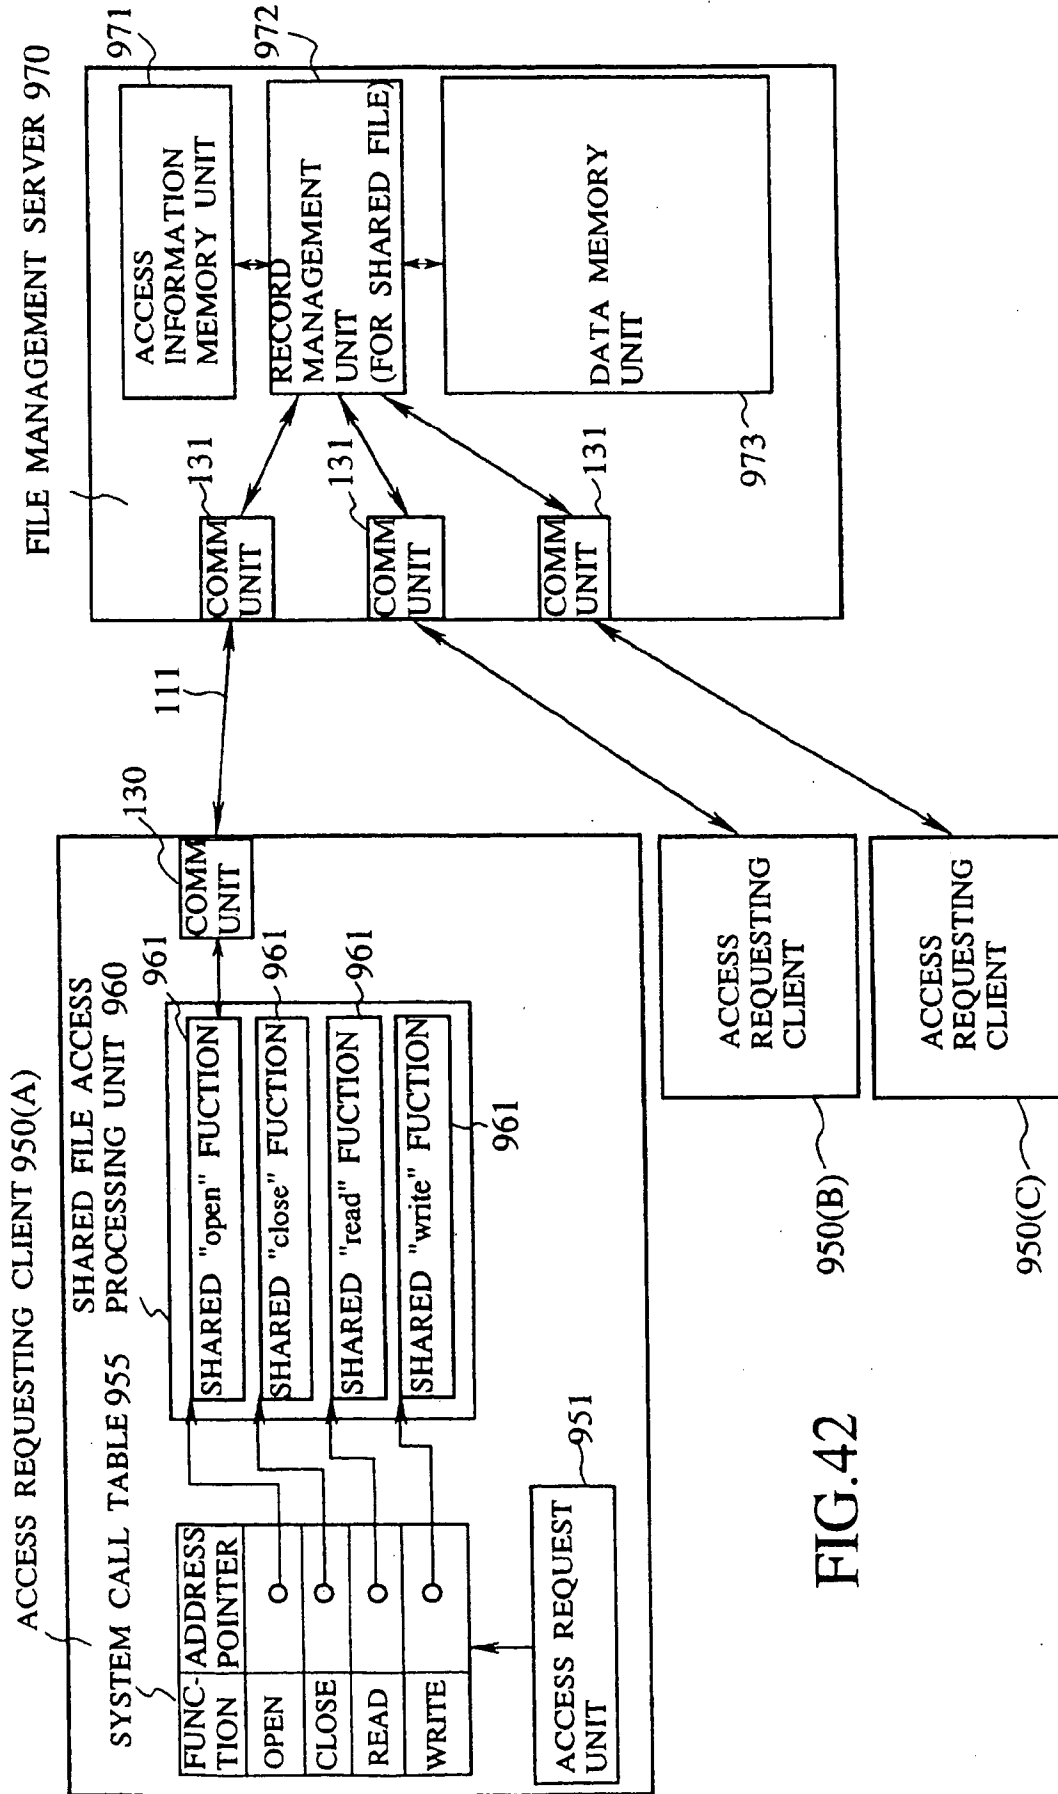 ACCESS REQUESTING CLIENT 950(A)
SYSTEM CALL TABLE 955
SHARED FILE ACCESS
PROCESSING UNIT 960
FUNC-
TION
ADDRESS
POINTER
OPEN
CLOSE
READ
WRITE
ACCESS REQUEST
UNIT
951
SHARED "open" FUCTION
961
SHARED "close" FUCTION
961
SHARED "read" FUCTION
961
SHARED "write" FUCTION
961
COMM
UNIT
130
111
FILE MANAGEMENT SERVER 970
COMM
UNIT
131
COMM
UNIT
131
COMM
UNIT
131
ACCESS
INFORMATION
MEMORY UNIT
971
RECORD
MANAGEMENT
UNIT
(FOR SHARED FILE)
972
DATA MEMORY
UNIT
973
ACCESS
REQUESTING
CLIENT
950(B)
ACCESS
REQUESTING
CLIENT
950(C)
FIG.42